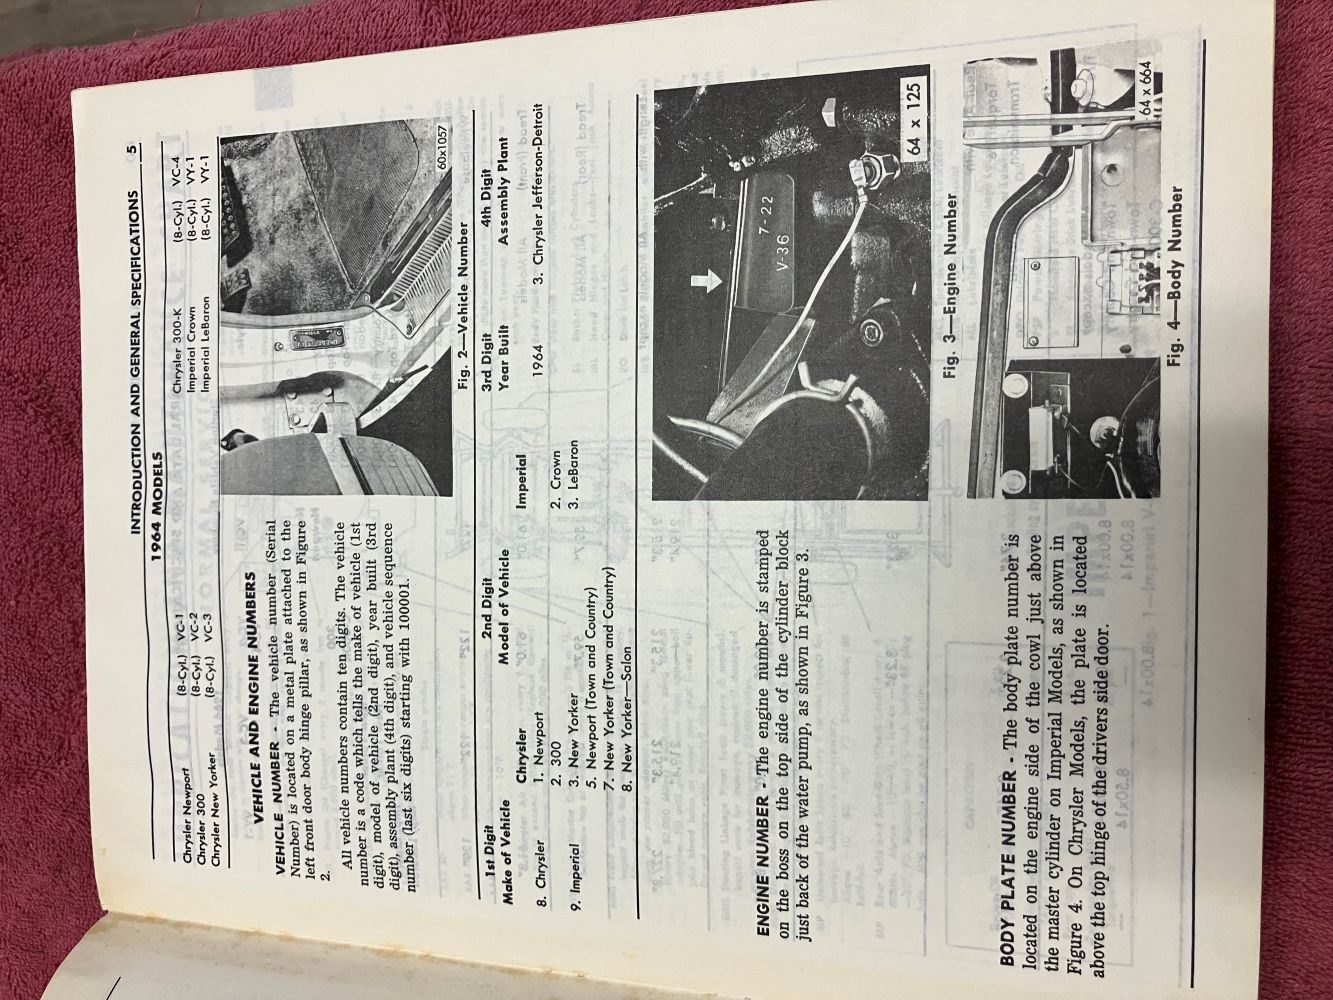 INTRODUCTION AND GENERAL SPECIFICATIONS 5
1964 MODELS
Chrysler Newport (8-Cyl.) VC-1 Chrysler 300-K (8-Cyl.) VC-4
Chrysler 300 (8-Cyl.) VC-2 Imperial Crown (8-Cyl.) VY-1
Chrysler New Yorker (8-Cyl.) VC-3 Imperial LeBaron (8-Cyl.) VY-1
VEHICLE AND ENGINE NUMBERS
VEHICLE NUMBER - The vehicle number (Serial
Number) is located on a metal plate attached to the
left front door body hinge pillar, as shown in Figure
2.
All vehicle numbers contain ten digits. The vehicle
number is a code which tells the make of vehicle (1st
digit), model of vehicle (2nd digit), year built (3rd
digit), assembly plant (4th digit), and vehicle sequence
number (last six digits) starting with 100001.
60x1057
Fig. 2—Vehicle Number
1st Digit 2nd Digit 3rd Digit 4th Digit
Make of Vehicle Model of Vehicle Year Built Assembly Plant
Chrysler Imperial
8. Chrysler 1. Newport 1964 3. Chrysler Jefferson-Detroit
2. 300 2. Crown
9. Imperial 3. New Yorker 3. LeBaron
5. Newport (Town and Country)
7. New Yorker (Town and Country)
8. New Yorker—Salon
ENGINE NUMBER - The engine number is stamped
on the boss on the top side of the cylinder block
just back of the water pump, as shown in Figure 3.
V-36 7-22
64 x 125
Fig. 3—Engine Number
BODY PLATE NUMBER - The body plate number is
located on the engine side of the cowl just above
the master cylinder on Imperial Models, as shown in
Figure 4. On Chrysler Models, the plate is located
above the top hinge of the drivers side door.
64 x 664
Fig. 4—Body Number